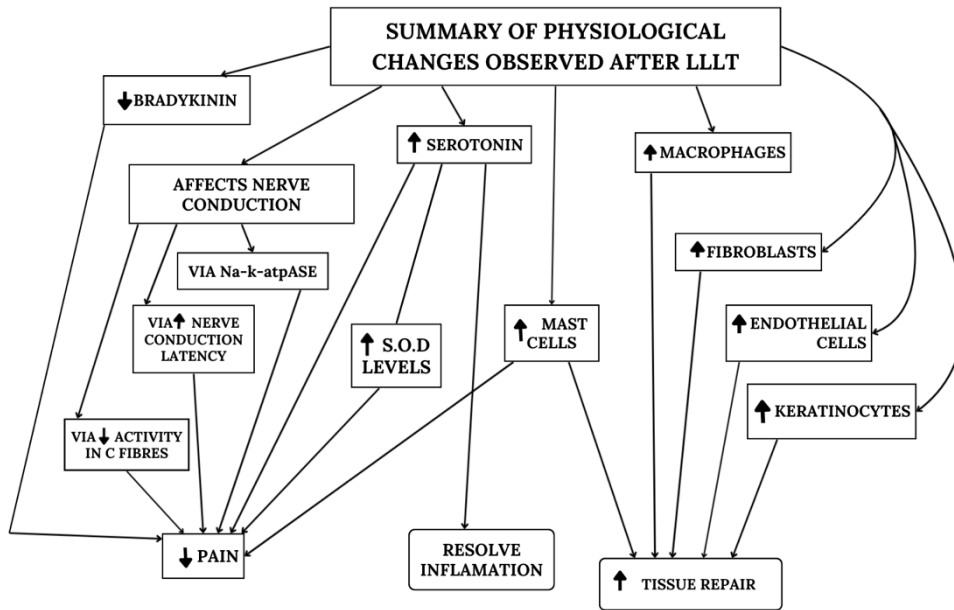 SUMMARY OF PHYSIOLOGICAL
CHANGES OBSERVED AFTER LLLT
↓BRADYKININ
↑ SEROTONIN
↑ MACROPHAGES
AFFECTS NERVE
CONDUCTION
↑FIBROBLASTS
VIA Na-k-atpASE
VIA↑ NERVE
CONDUCTION
LATENCY
↑ S.O.D
LEVELS
↑ MAST
CELLS
↑ ENDOTHELIAL
CELLS
↑ KERATINOCYTES
VIA ↓ ACTIVITY
IN C FIBRES
↓ PAIN
RESOLVE
INFLAMATION
↑ TISSUE REPAIR